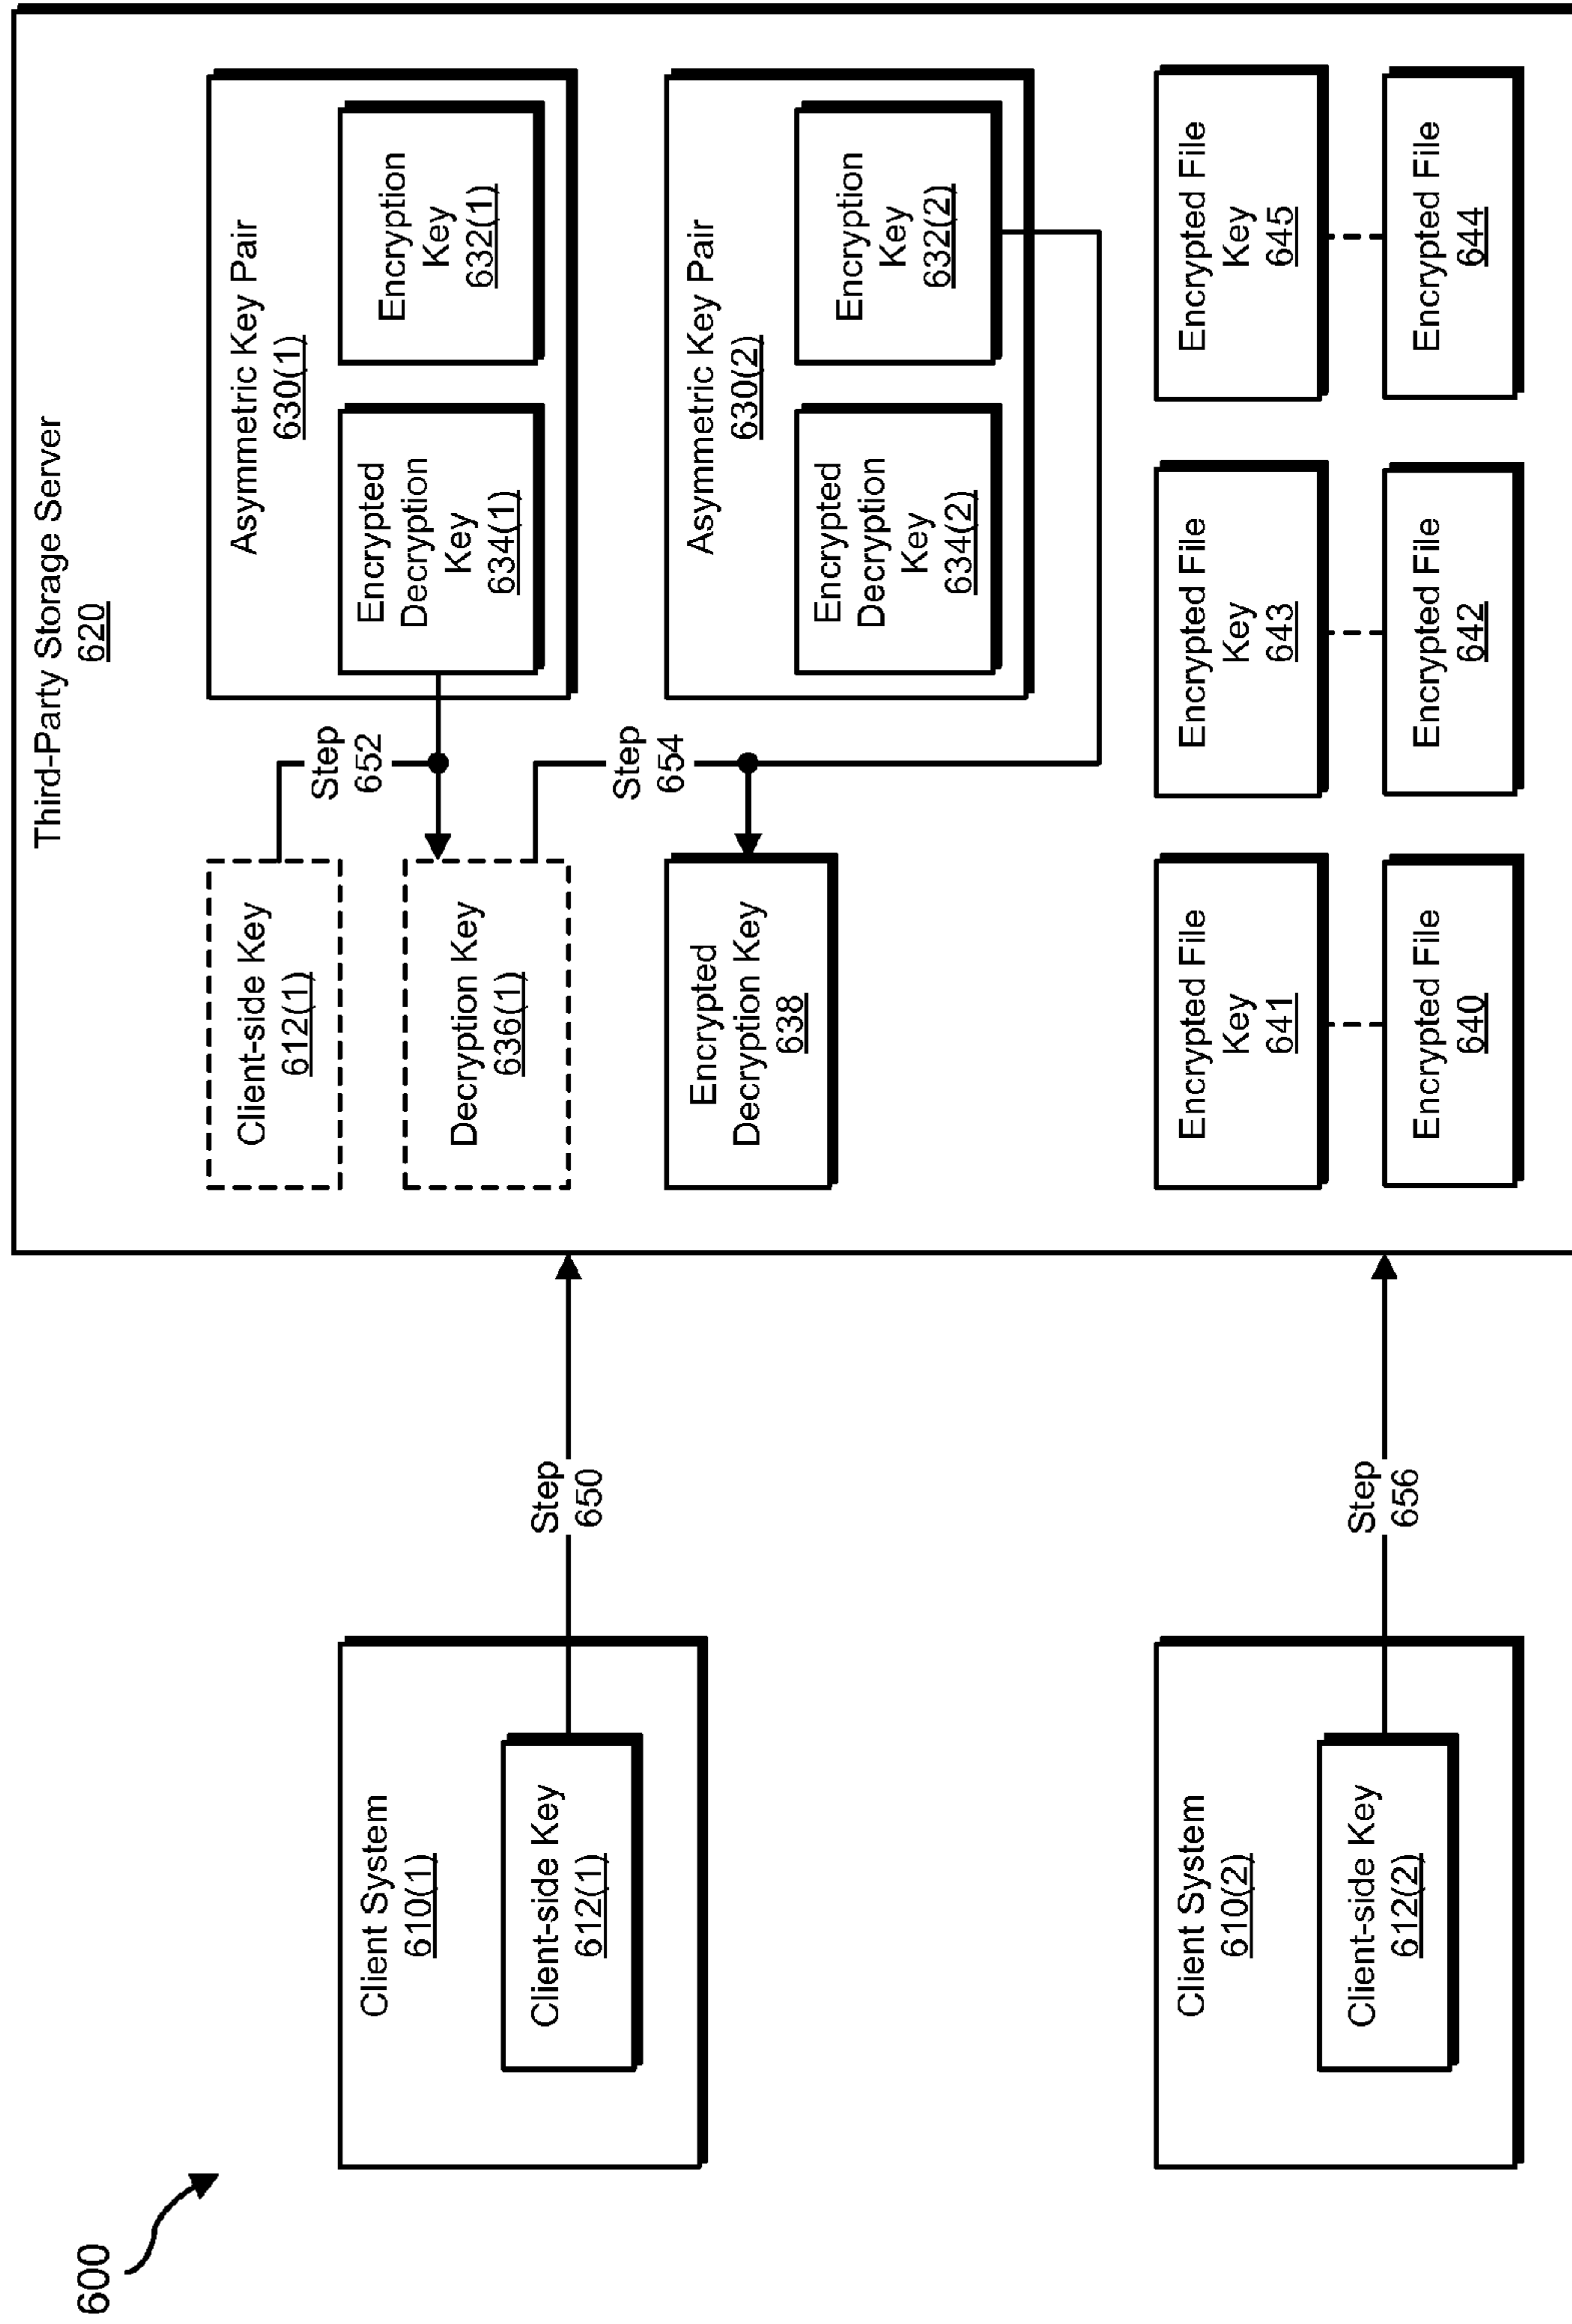 600
Client System
610(1)
Client-side Key
612(1)
Step
650
Client System
610(2)
Client-side Key
612(2)
Step
656
Third-Party Storage Server
620
Client-side Key
612(1)
Step
652
Decryption Key
636(1)
Step
654
Encrypted
Decryption Key
638
Asymmetric Key Pair
630(1)
Encrypted
Decryption
Key
634(1)
Encryption
Key
632(1)
Asymmetric Key Pair
630(2)
Encrypted
Decryption
Key
634(2)
Encryption
Key
632(2)
Encrypted File
Key
641
Encrypted File
640
Encrypted File
Key
643
Encrypted File
642
Encrypted File
Key
645
Encrypted File
644